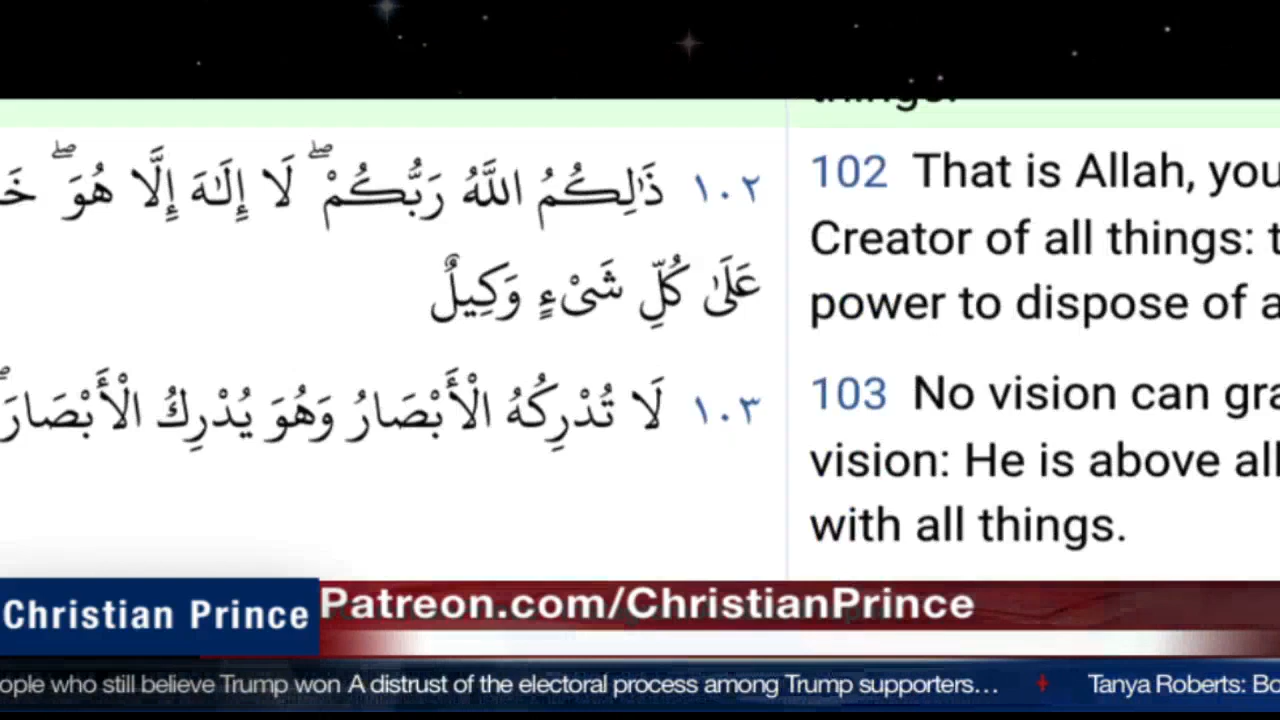 things.
١٠٢ ذَٰلِكُمُ اللَّهُ رَبُّكُمْ ۖ لَا إِلَٰهَ إِلَّا هُوَ ۖ
عَلَىٰ كُلِّ شَيْءٍ وَكِيلٌ
102 That is Allah, you
Creator of all things: t
power to dispose of a
١٠٣ لَا تُدْرِكُهُ الْأَبْصَارُ وَهُوَ يُدْرِكُ الْأَبْصَارَ ۖ
103 No vision can gra
vision: He is above all
with all things.
Christian Prince
Patreon.com/ChristianPrince
ople who still believe Trump won A distrust of the electoral process among Trump supporters... Tanya Roberts: Bo